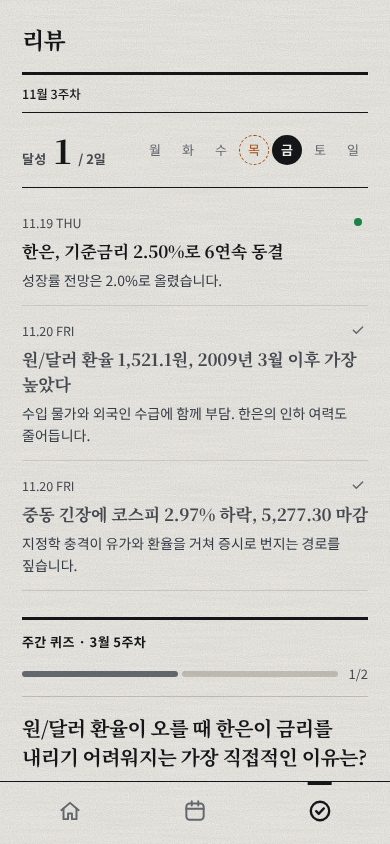 리뷰
11월 3주차
달성 1 / 2일 월 화 수 목 금 토 일
11.19 THU
한은, 기준금리 2.50%로 6연속 동결
성장률 전망은 2.0%로 올렸습니다.
11.20 FRI
원/달러 환율 1,521.1원, 2009년 3월 이후 가장
높았다
수입 물가와 외국인 수급에 함께 부담. 한은의 인하 여력도
줄어듭니다.
11.20 FRI
중동 긴장에 코스피 2.97% 하락, 5,277.30 마감
지정학 충격이 유가와 환율을 거쳐 증시로 번지는 경로를
짚습니다.
주간 퀴즈 · 3월 5주차
1/2
원/달러 환율이 오를 때 한은이 금리를
내리기 어려워지는 가장 직접적인 이유는?